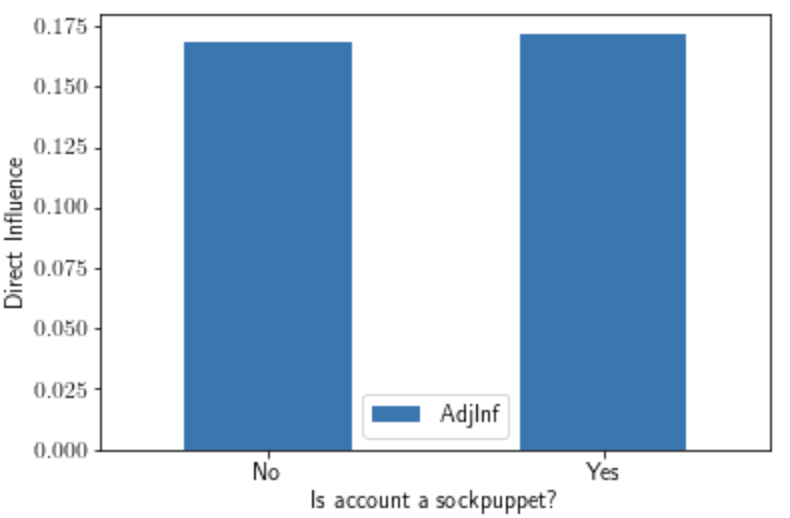 0.175
0.150
0.125
0.100
0.075
0.050
0.025
0.000
Direct Influence
AdjInf
No Yes
Is account a sockpuppet?